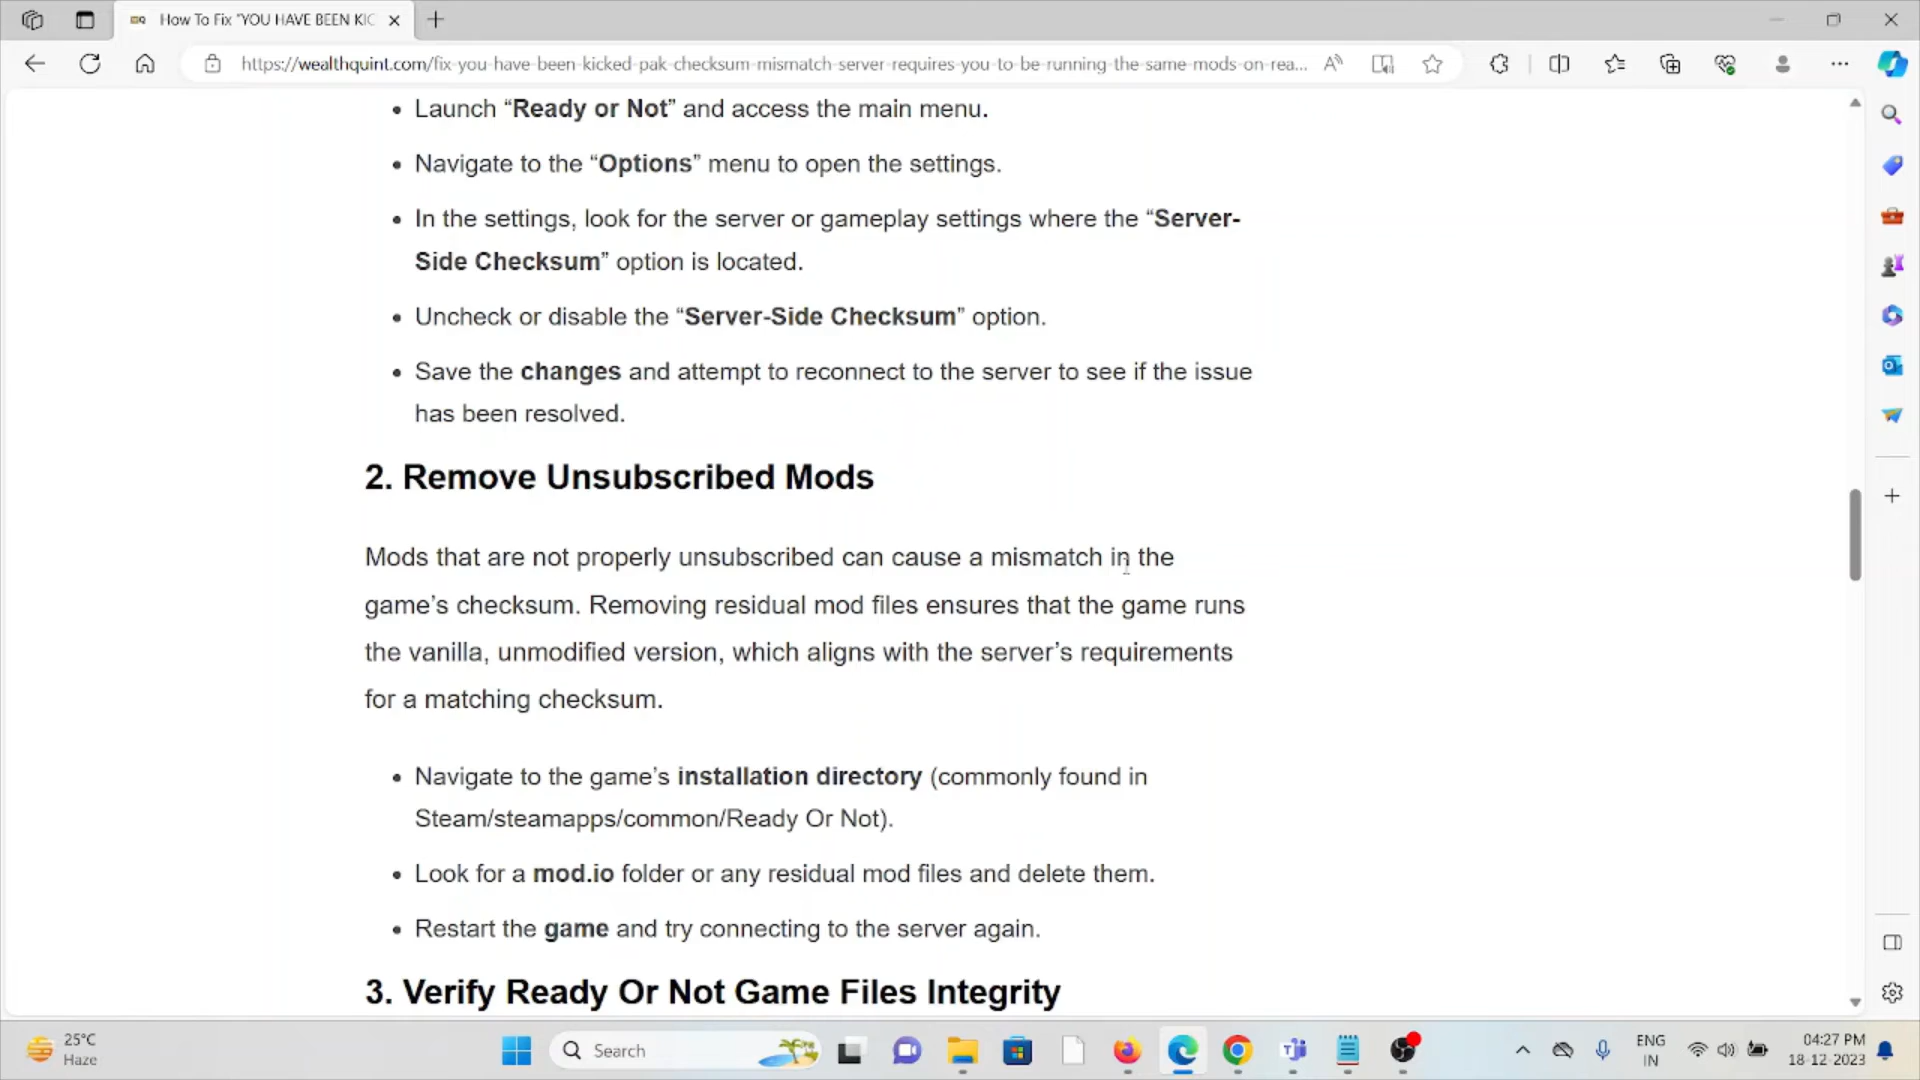 How To Fix "YOU HAVE BEEN KIC
https://wealthquint.com/fix-you-have-been-kicked-pak-checksum-mismatch-server-requires-you-to-be-running-the-same-mods-on-rea...
• Launch “Ready or Not” and access the main menu.
• Navigate to the “Options” menu to open the settings.
• In the settings, look for the server or gameplay settings where the “Server-
Side Checksum” option is located.
• Uncheck or disable the “Server-Side Checksum” option.
• Save the changes and attempt to reconnect to the server to see if the issue
has been resolved.
2. Remove Unsubscribed Mods
Mods that are not properly unsubscribed can cause a mismatch in the
game’s checksum. Removing residual mod files ensures that the game runs
the vanilla, unmodified version, which aligns with the server’s requirements
for a matching checksum.
• Navigate to the game’s installation directory (commonly found in
Steam/steamapps/common/Ready Or Not).
• Look for a mod.io folder or any residual mod files and delete them.
• Restart the game and try connecting to the server again.
3. Verify Ready Or Not Game Files Integrity
25°C
Haze
Search
ENG
IN
04:27 PM
18-12-2023